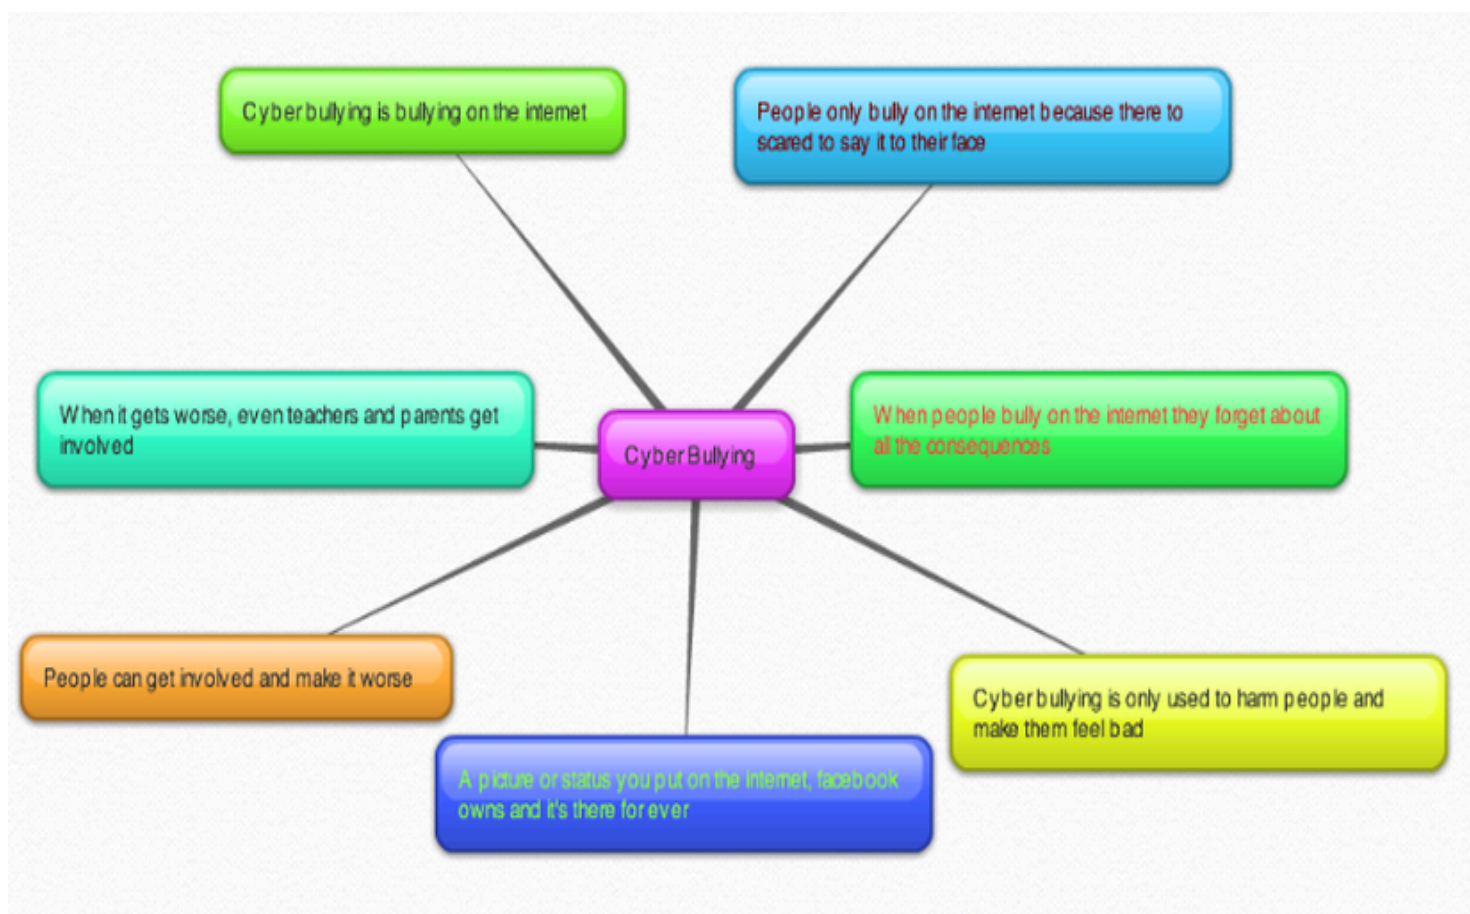 Cyber bullying is bullying on the internet
People only bully on the internet because there to
scared to say it to their face
When it gets worse, even teachers and parents get
involved
Cyber Bullying
When people bully on the internet they forget about
all the consequences
People can get involved and make it worse
A picture or status you put on the internet, facebook
owns and it's there for ever
Cyber bullying is only used to harm people and
make them feel bad